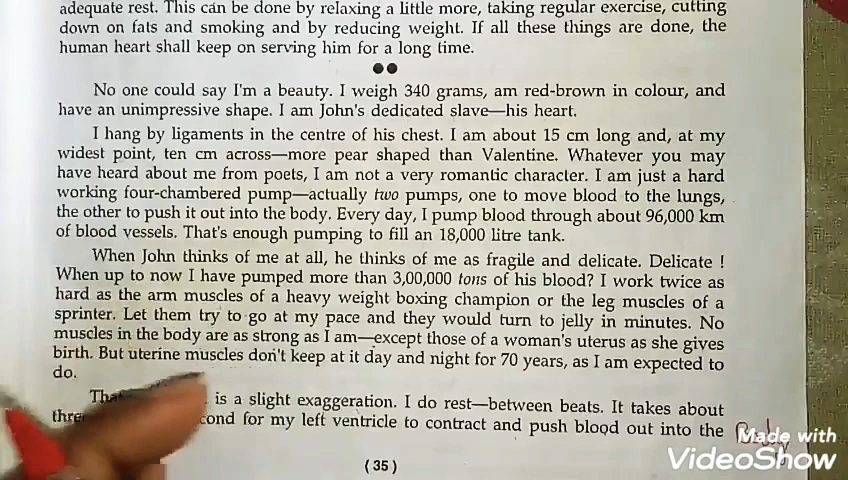 adequate rest. This can be done by relaxing a little more, taking regular exercise, cutting
down on fats and smoking and by reducing weight. If all these things are done, the
human heart shall keep on serving him for a long time.
No one could say I'm a beauty. I weigh 340 grams, am red-brown in colour, and
have an unimpressive shape. I am John's dedicated slave—his heart.
I hang by ligaments in the centre of his chest. I am about 15 cm long and, at my
widest point, ten cm across—more pear shaped than Valentine. Whatever you may
have heard about me from poets, I am not a very romantic character. I am just a hard
working four-chambered pump—actually two pumps, one to move blood to the lungs,
the other to push it out into the body. Every day, I pump blood through about 96,000 km
of blood vessels. That's enough pumping to fill an 18,000 litre tank.
When John thinks of me at all, he thinks of me as fragile and delicate. Delicate !
When up to now I have pumped more than 3,00,000 tons of his blood? I work twice as
hard as the arm muscles of a heavy weight boxing champion or the leg muscles of a
sprinter. Let them try to go at my pace and they would turn to jelly in minutes. No
muscles in the body are as strong as I am—except those of a woman's uterus as she gives
birth. But uterine muscles don't keep at it day and night for 70 years, as I am expected to
do.
is a slight exaggeration. I do rest—between beats. It takes about
for my left ventricle to contract and push blood out into the
Made with
VideoShow
(35)